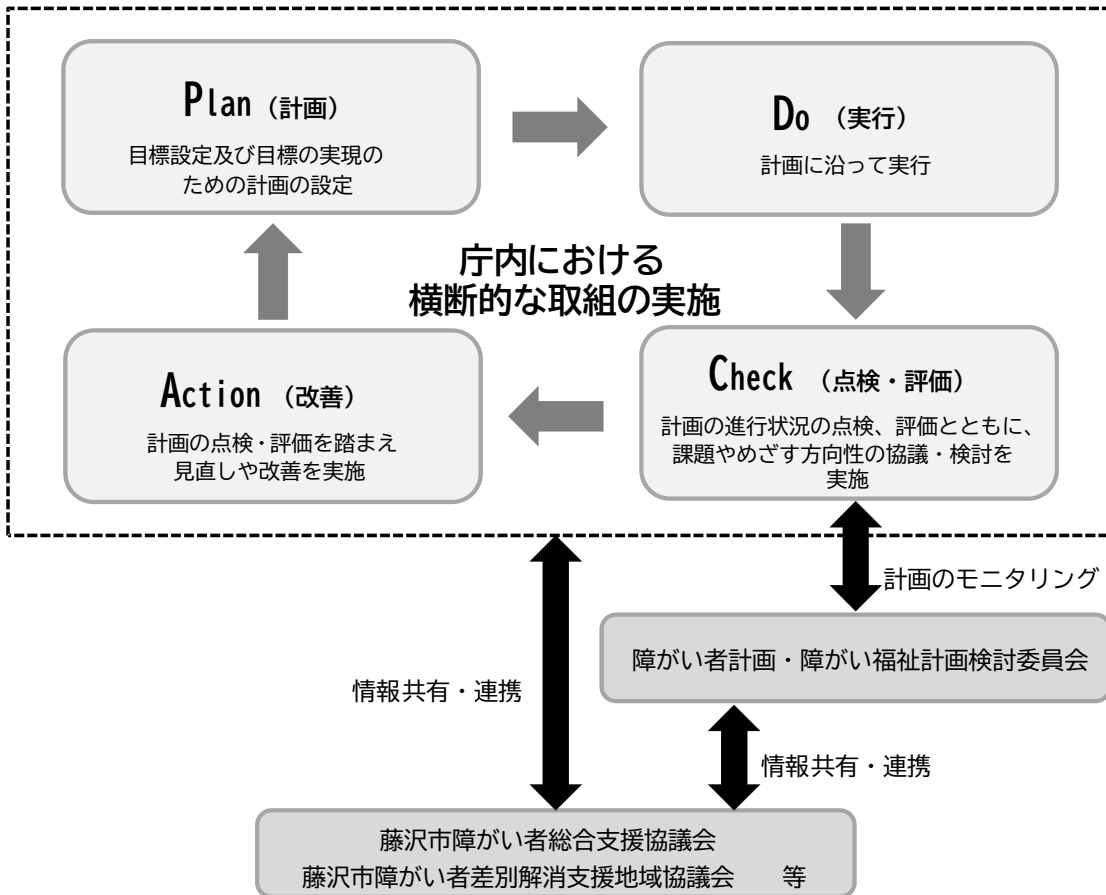 Plan（計画）
目標設定及び目標の実現の
ための計画の設定
Do（実行）
計画に沿って実行
庁内における
横断的な取組の実施
Action（改善）
計画の点検・評価を踏まえ
見直しや改善を実施
Check（点検・評価）
計画の進行状況の点検、評価とともに、
課題やめざす方向性の協議・検討を
実施
計画のモニタリング
障がい者計画・障がい福祉計画検討委員会
情報共有・連携
情報共有・連携
藤沢市障がい者総合支援協議会
藤沢市障がい者差別解消支援地域協議会　等